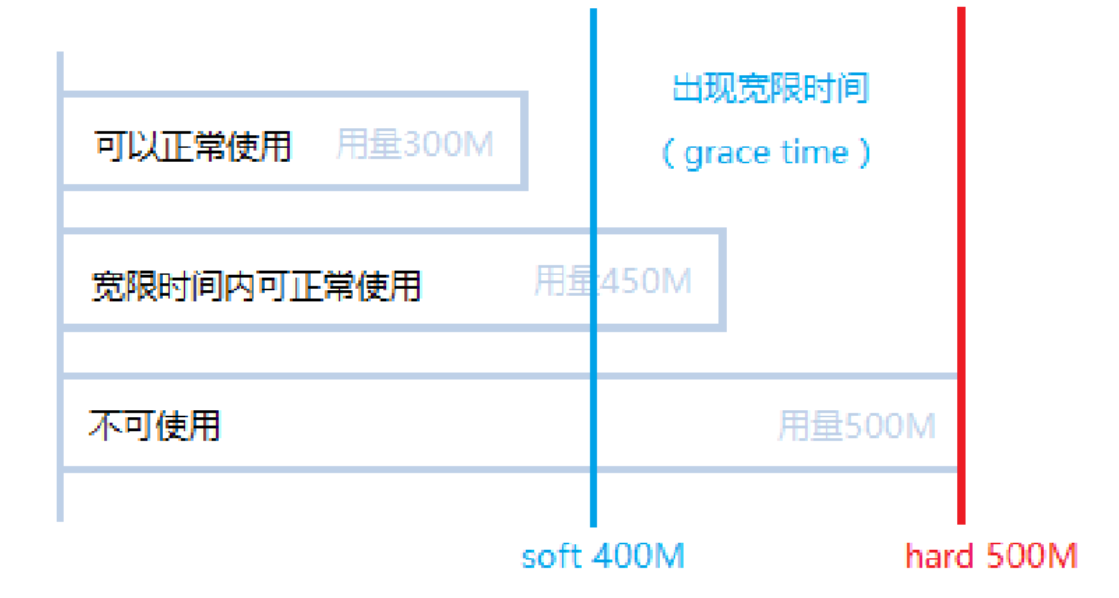 出现宽限时间
( grace time )
可以正常使用 用量300M
宽限时间内可正常使用 用量450M
不可使用 用量500M
soft 400M hard 500M